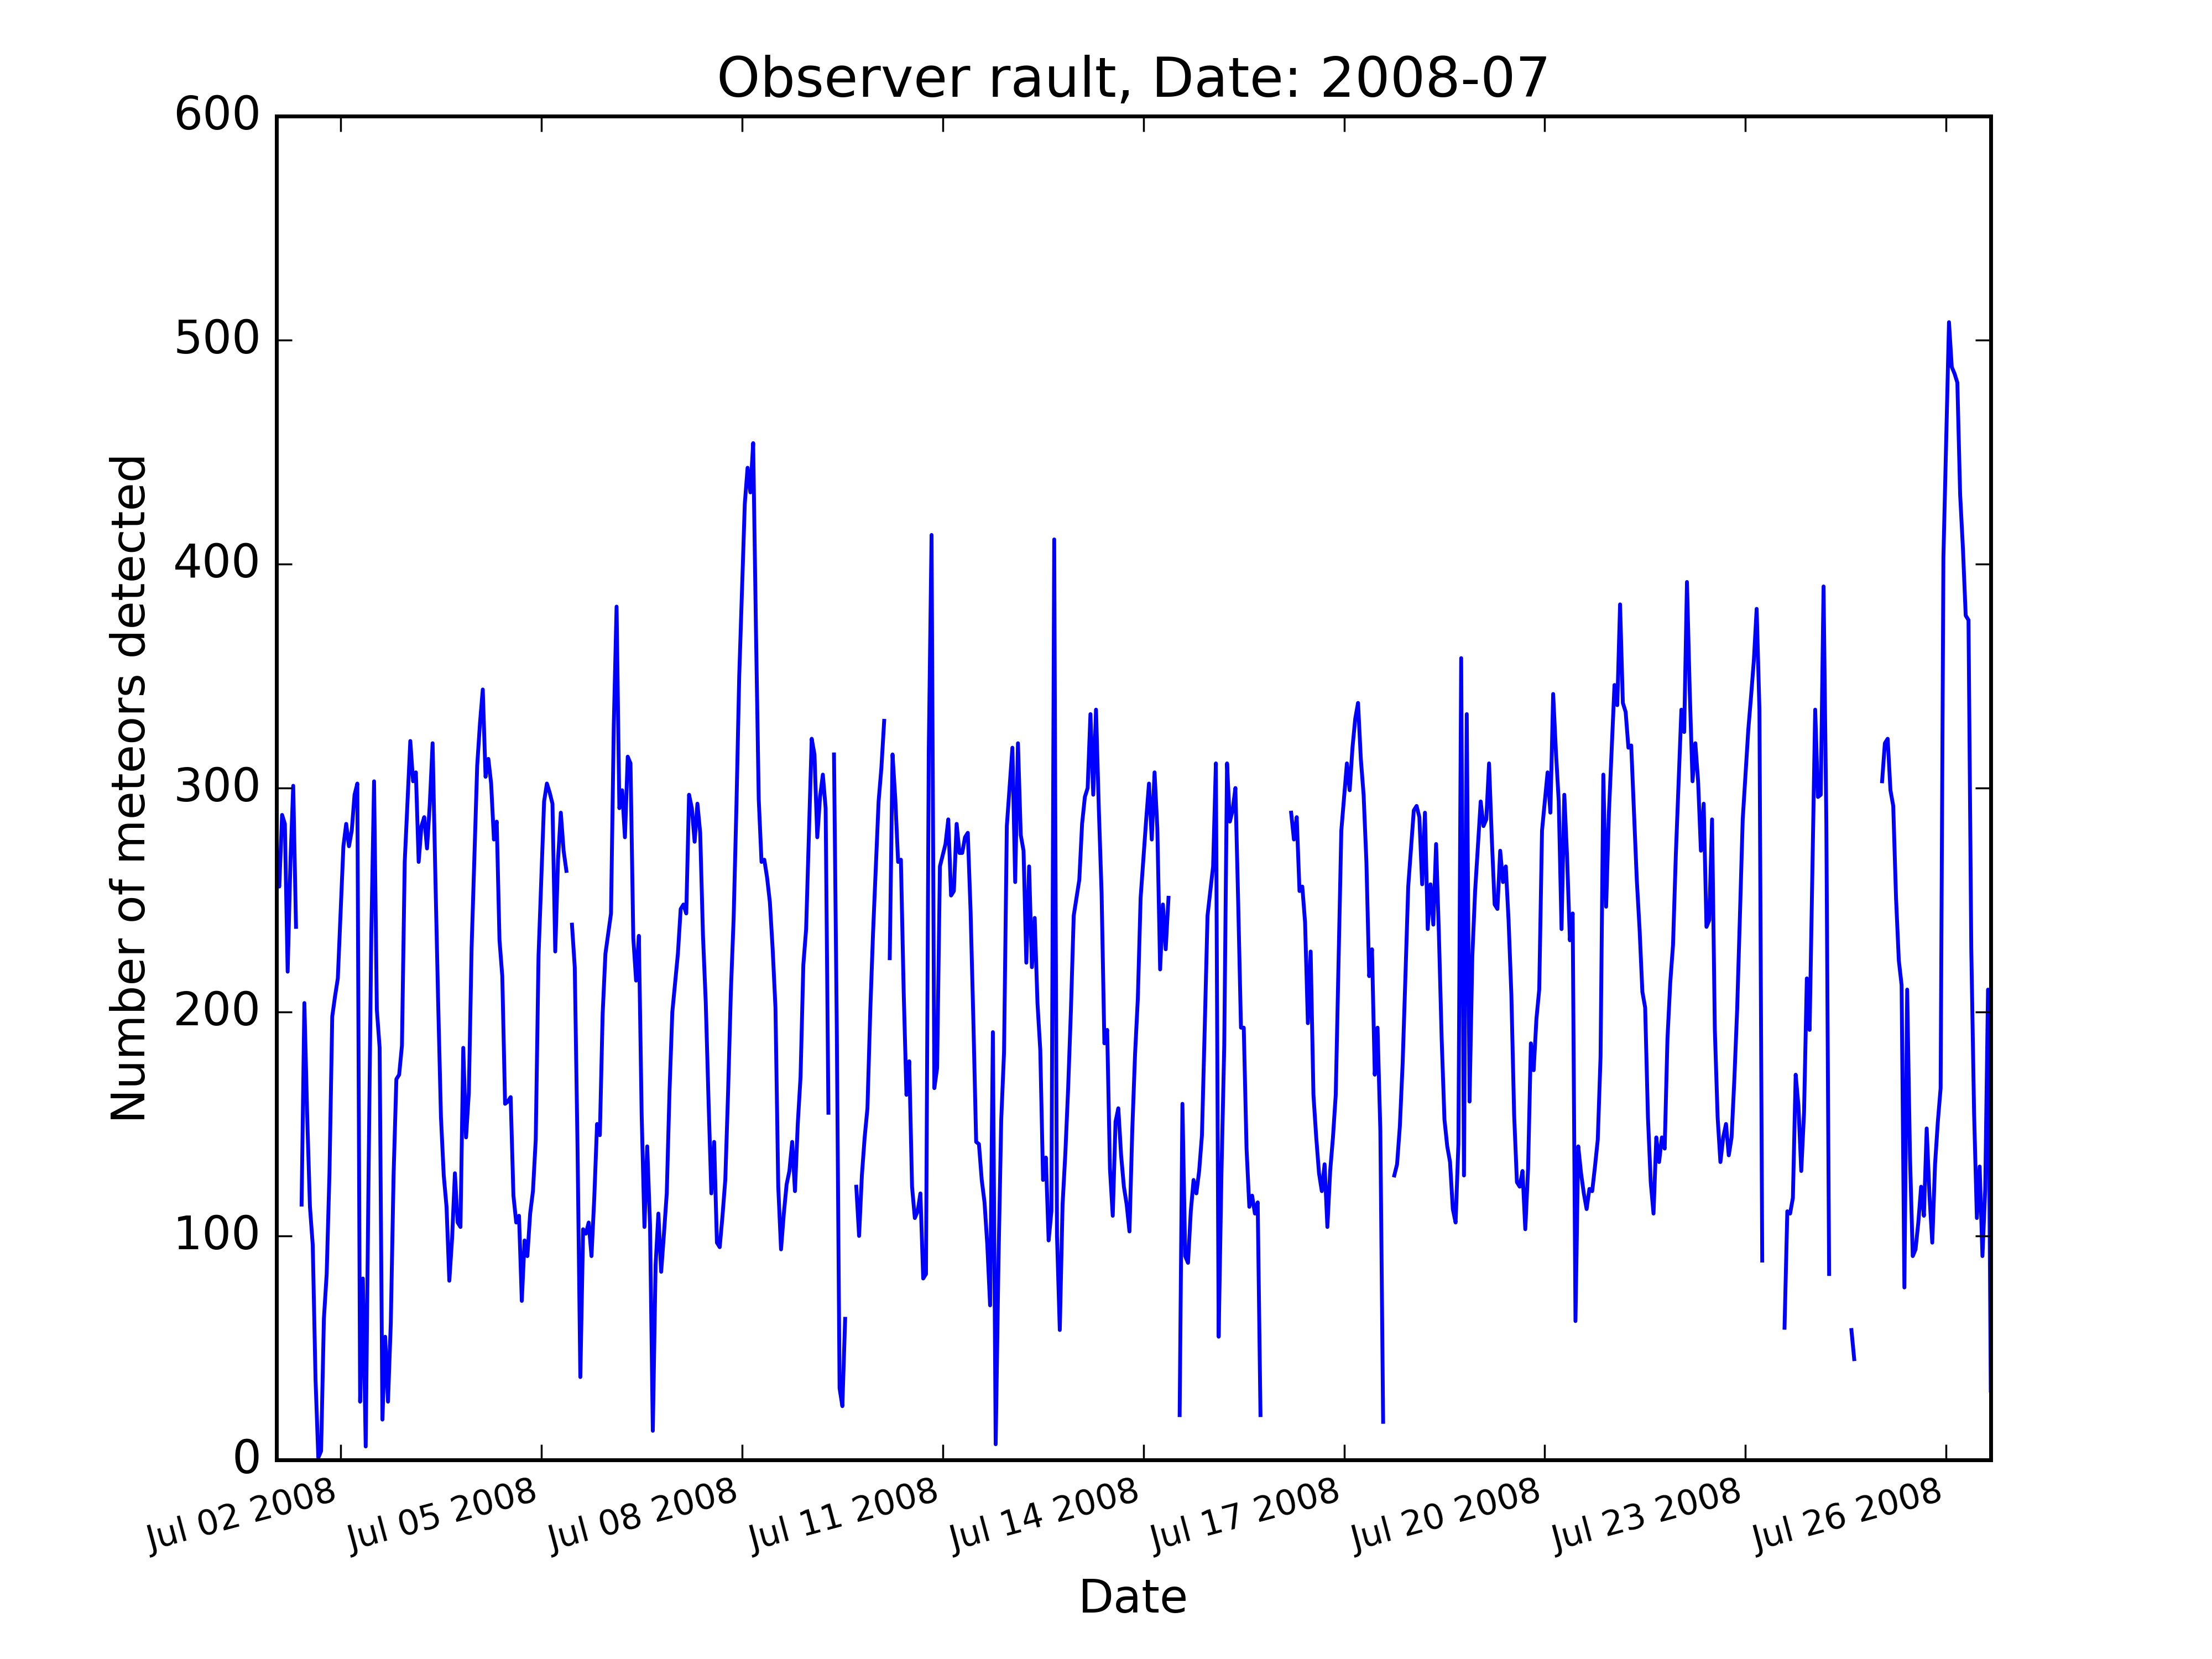 Observer rault, Date: 2008-07
600
500
400
300
200
100
0
Number of meteors detected
Jul 02 2008
Jul 05 2008
Jul 08 2008
Jul 11 2008
Jul 14 2008
Jul 17 2008
Jul 20 2008
Jul 23 2008
Jul 26 2008
Date